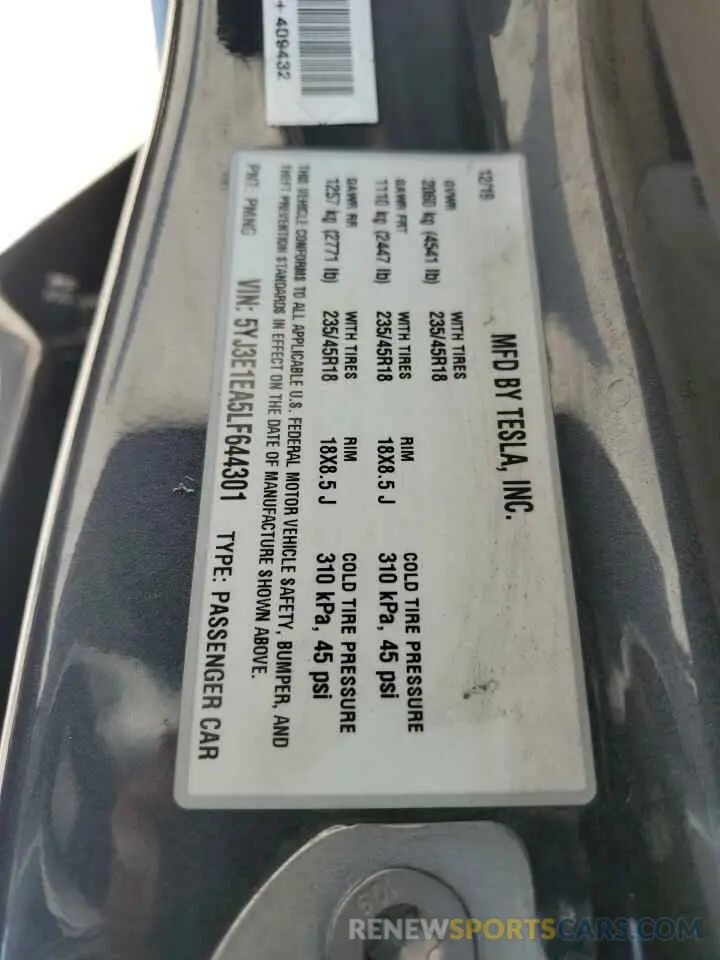 + 409432
MFD BY TESLA, INC.
12/19
GVWR
2060 kg (4541 lb)
WITH TIRES
235/45R18
GAWR FRT
1110 kg (2447 lb)
WITH TIRES
235/45R18
RIM
18X8.5 J
COLD TIRE PRESSURE
310 kPa, 45 psi
GAWR RR
1257 kg (2771 lb)
WITH TIRES
235/45R18
RIM
18X8.5 J
COLD TIRE PRESSURE
310 kPa, 45 psi
THIS VEHICLE CONFORMS TO ALL APPLICABLE U.S. FEDERAL MOTOR VEHICLE SAFETY, BUMPER, AND
THEFT PREVENTION STANDARDS IN EFFECT ON THE DATE OF MANUFACTURE SHOWN ABOVE.
PNT: PMNG VIN: 5YJ3E1EA5LF644301 TYPE: PASSENGER CAR
RENEWSPORTSCARS.COM